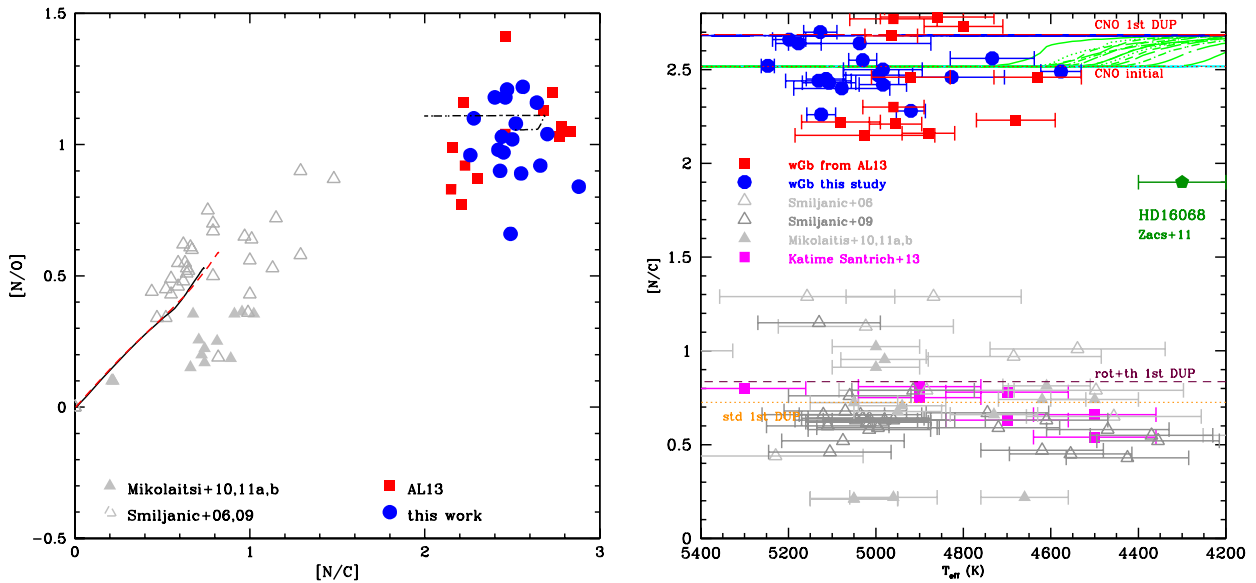 1.5
1
0.5
0
-0.5
[N/O]
0
1
2
3
[N/C]
Mikolaitsi+10,11a,b
Smiljanic+06,09
AL13
this work
3
2.5
2
1.5
1
0.5
0
[N/C]
CNO 1st DUP
CNO initial
wGb from AL13
wGb this study
Smiljanic+06
Smiljanic+09
Mikolaitis+10,11a,b
Katime Santrich+13
HD16068
Zacs+11
rot+th 1st DUP
std 1st DUP
5400
5200
5000
4800
4600
4400
4200
Teff (K)